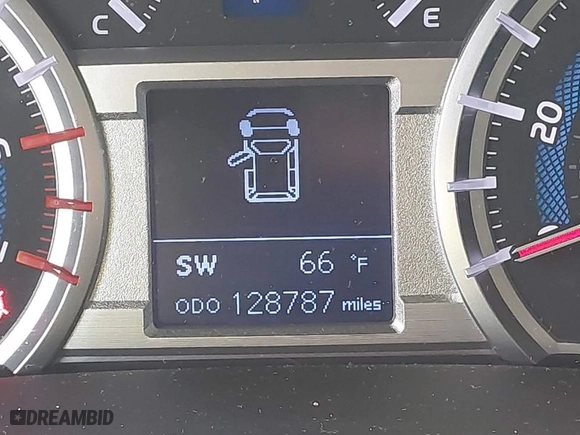 C
E
20
SW 66 °F
ODO 128787 miles
DREAMBID